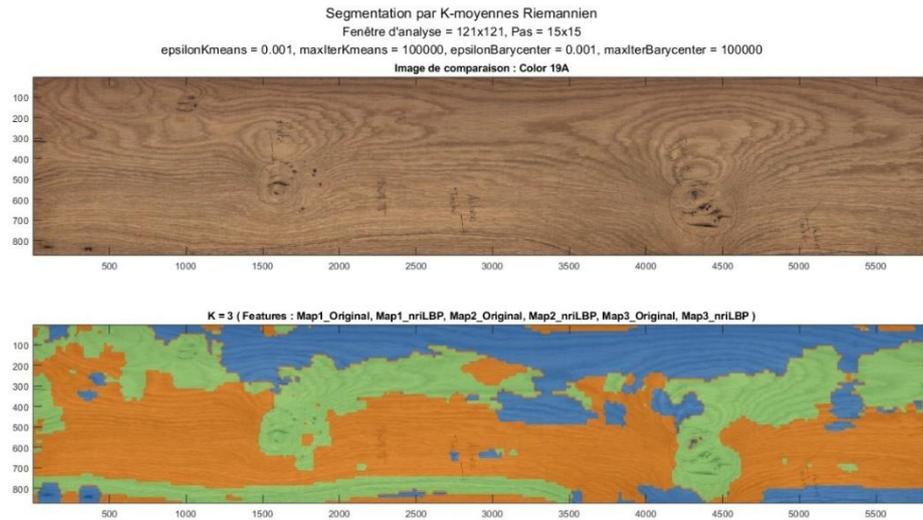 Segmentation par K-moyennes Riemannien
Fenêtre d'analyse = 121x121, Pas = 15x15
epsilonKmeans = 0.001, maxIterKmeans = 100000, epsilonBarycenter = 0.001, maxIterBarycenter = 100000
Image de comparaison : Color 19A
100
200
300
400
500
600
700
800
500 1000 1500 2000 2500 3000 3500 4000 4500 5000 5500
K = 3 ( Features : Map1_Original, Map1_nriLBP, Map2_Original, Map2_nriLBP, Map3_Original, Map3_nriLBP )
100
200
300
400
500
600
700
800
500 1000 1500 2000 2500 3000 3500 4000 4500 5000 5500